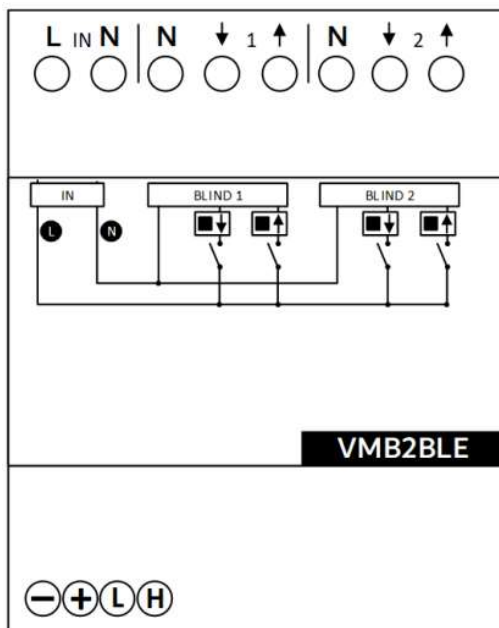 L IN N N ↓ 1 ↑ N ↓ 2 ↑
IN BLIND 1 BLIND 2
L N ↓ ↑ ↓ ↑
VMB2BLE
− + L H